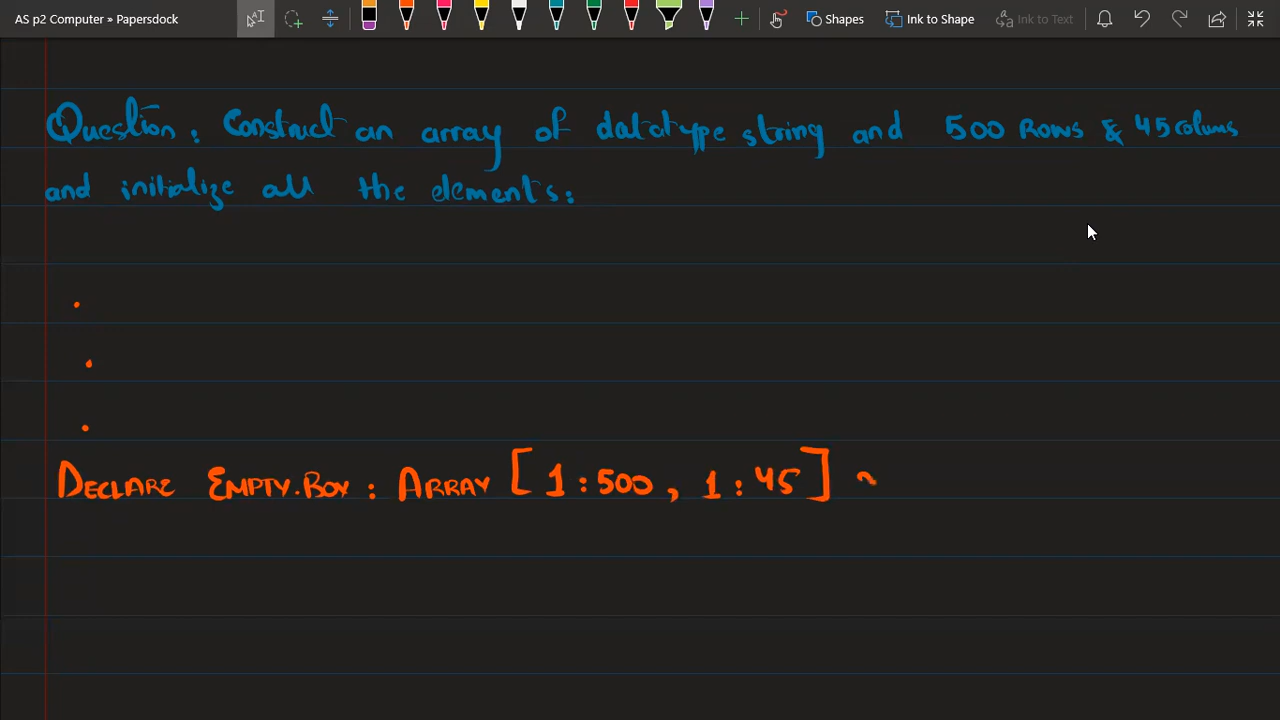 AS p2 Computer » Papersdock
Shapes
Ink to Shape
Ink to Text
Question: Construct an array of datatype string and 500 Rows & 45 colums
and initialize all the elements:
DECLARE EMPTY.BOX : ARRAY [1:500, 1:45]